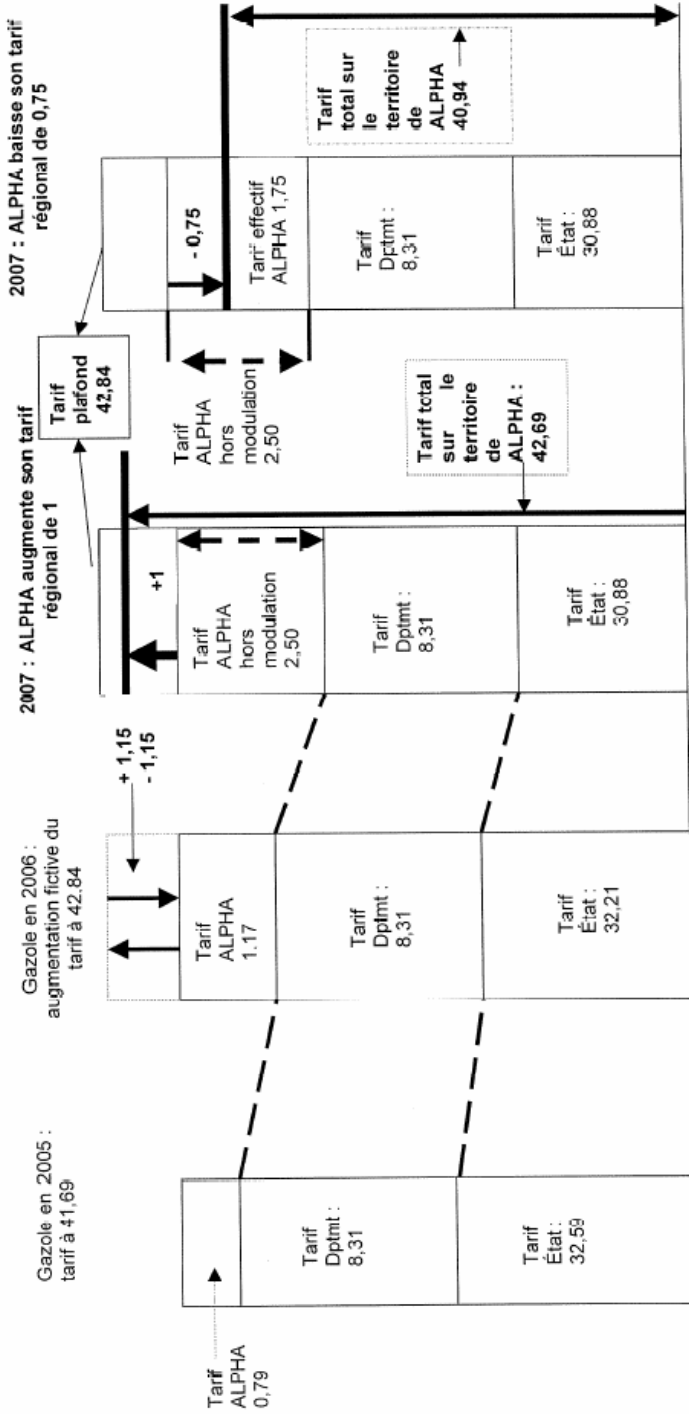 Gazole en 2005 :
tarif à 41,69
Tarif
ALPHA
0,79
Tarif
Dptmt :
8,31
Tarif
État :
32,59
Gazole en 2006 :
augmentation fictive du
tarif à 42.84
+ 1,15
- 1,15
Tarif
ALPHA
1.17
Tarif
Dptmt :
8,31
Tarif
État :
32,21
2007 : ALPHA augmente son tarif
régional de 1
+1
Tarif
ALPHA
hors
modulation
2,50
Tarif
Dptmt :
8,31
Tarif
État :
30,88
Tarif
plafond
42,84
Tarif total
sur le
territoire
de
ALPHA :
42,69
2007 : ALPHA baisse son tarif
régional de 0,75
Tarif
ALPHA
hors
modulation
2,50
- 0,75
Tarif effectif
ALPHA 1,75
Tarif
Dptmt :
8,31
Tarif
État :
30,88
Tarif
total sur
le
territoire
de
ALPHA
40,94